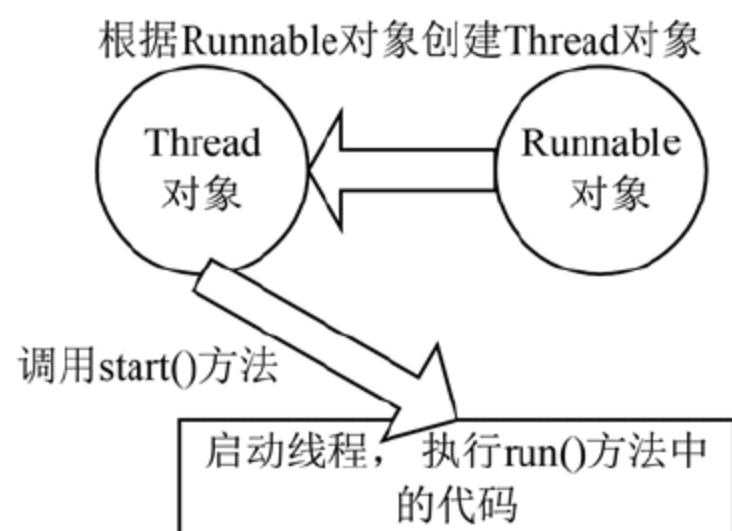 根据Runnable对象创建Thread对象
Thread
对象
Runnable
对象
调用start()方法
启动线程， 执行run()方法中
的代码